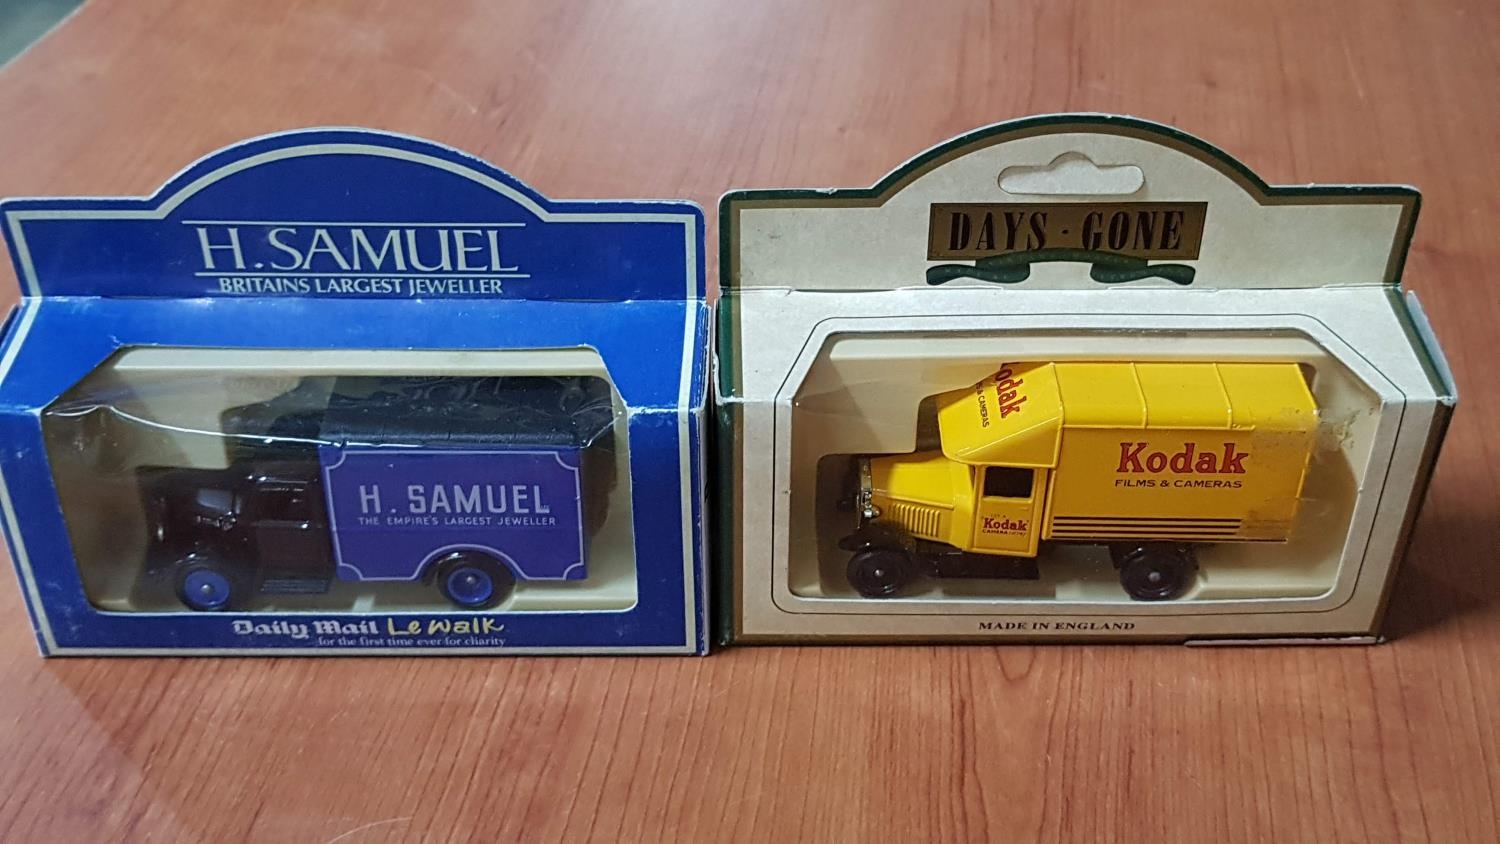 H. SAMUEL
BRITAINS LARGEST JEWELLER
H. SAMUEL
THE EMPIRE'S LARGEST JEWELLER
Daily Mail Le Walk
for the first time ever for charity
DAYS · GONE
Kodak
& CAMERAS
Kodak
FILMS & CAMERAS
Kodak
CAMERA
MADE IN ENGLAND